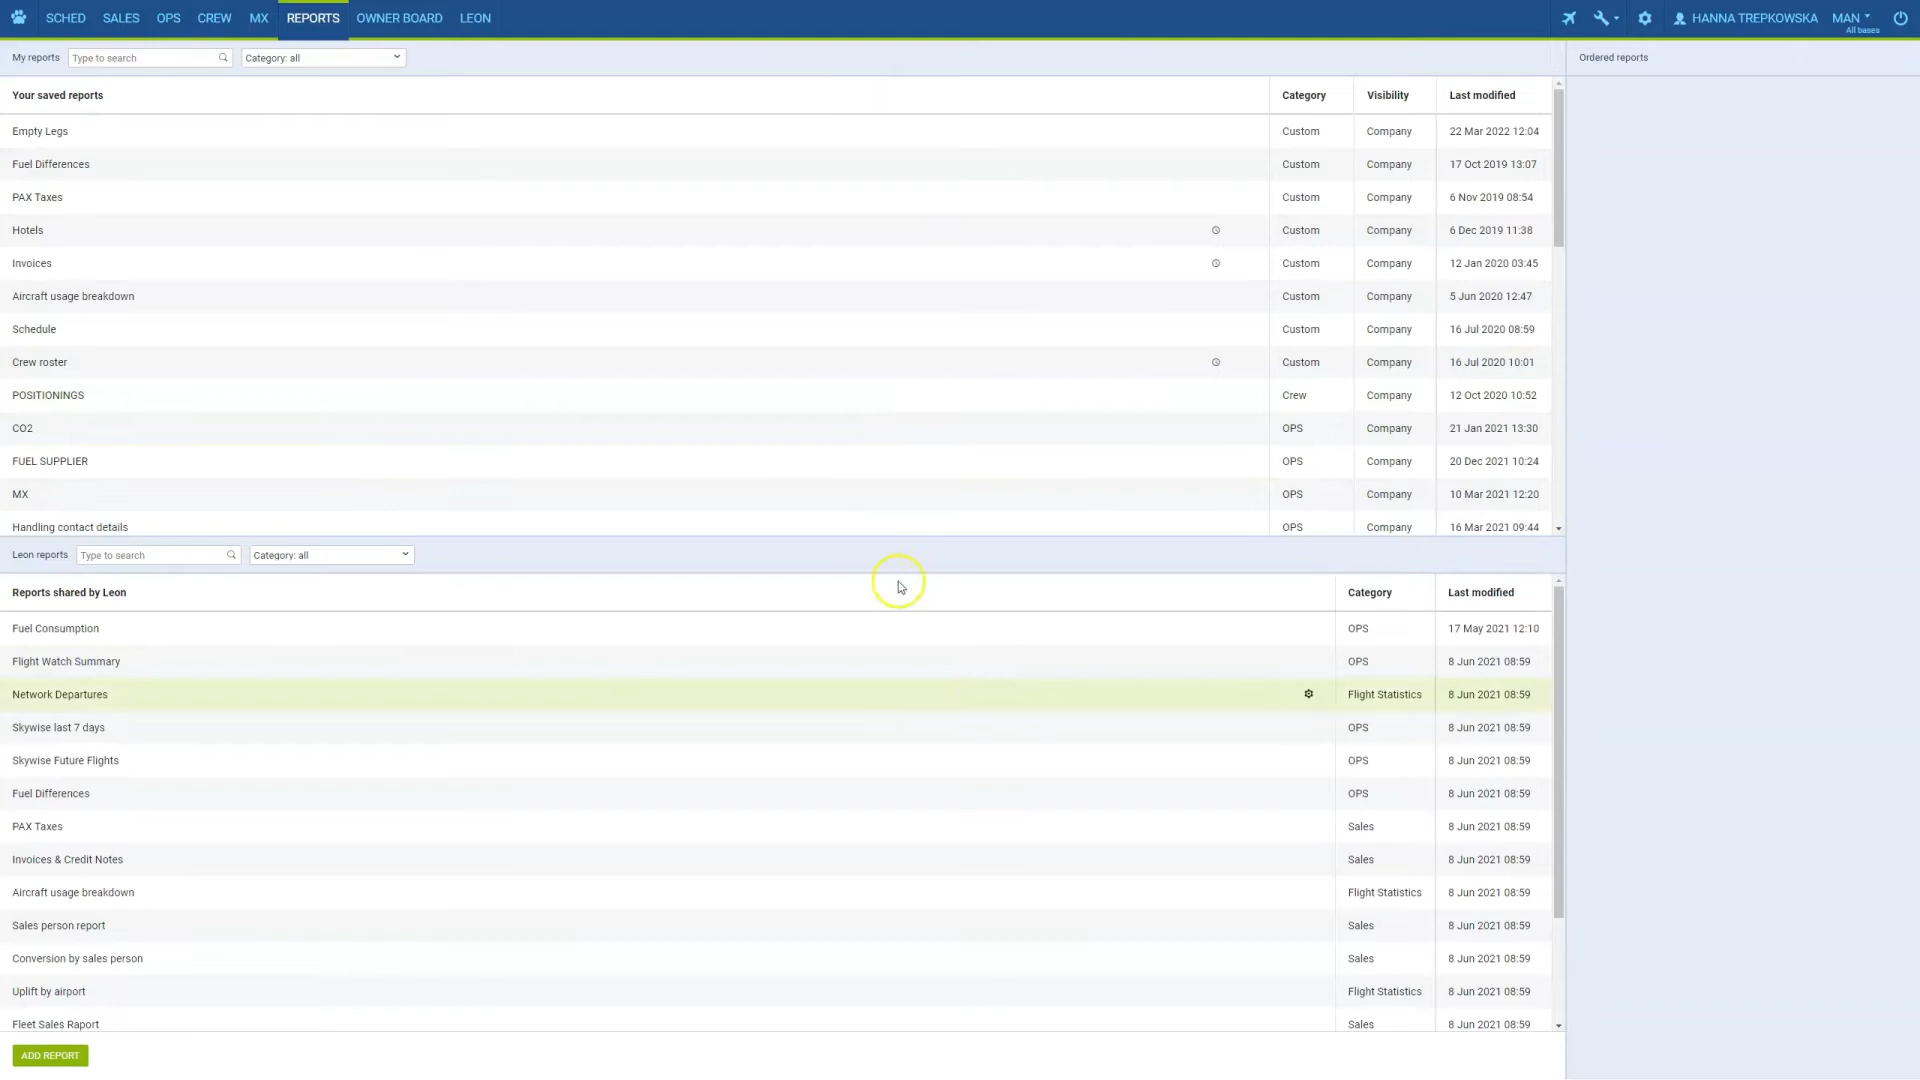 SCHED SALES OPS CREW MX REPORTS OWNER BOARD LEON HANNA TREPKOWSKA MAN
All bases
My reports Type to search Category: all Ordered reports
Your saved reports Category Visibility Last modified
Empty Legs Custom Company 22 Mar 2022 12:04
Fuel Differences Custom Company 17 Oct 2019 13:07
PAX Taxes Custom Company 6 Nov 2019 08:54
Hotels Custom Company 6 Dec 2019 11:38
Invoices Custom Company 12 Jan 2020 03:45
Aircraft usage breakdown Custom Company 5 Jun 2020 12:47
Schedule Custom Company 16 Jul 2020 08:59
Crew roster Custom Company 16 Jul 2020 10:01
POSITIONINGS Crew Company 12 Oct 2020 10:52
CO2 OPS Company 21 Jan 2021 13:30
FUEL SUPPLIER OPS Company 20 Dec 2021 10:24
MX OPS Company 10 Mar 2021 12:20
Handling contact details OPS Company 16 Mar 2021 09:44
Leon reports Type to search Category: all
Reports shared by Leon Category Last modified
Fuel Consumption OPS 17 May 2021 12:10
Flight Watch Summary OPS 8 Jun 2021 08:59
Network Departures Flight Statistics 8 Jun 2021 08:59
Skywise last 7 days OPS 8 Jun 2021 08:59
Skywise Future Flights OPS 8 Jun 2021 08:59
Fuel Differences OPS 8 Jun 2021 08:59
PAX Taxes Sales 8 Jun 2021 08:59
Invoices & Credit Notes Sales 8 Jun 2021 08:59
Aircraft usage breakdown Flight Statistics 8 Jun 2021 08:59
Sales person report Sales 8 Jun 2021 08:59
Conversion by sales person Sales 8 Jun 2021 08:59
Uplift by airport Flight Statistics 8 Jun 2021 08:59
Fleet Sales Raport Sales 8 Jun 2021 08:59
ADD REPORT